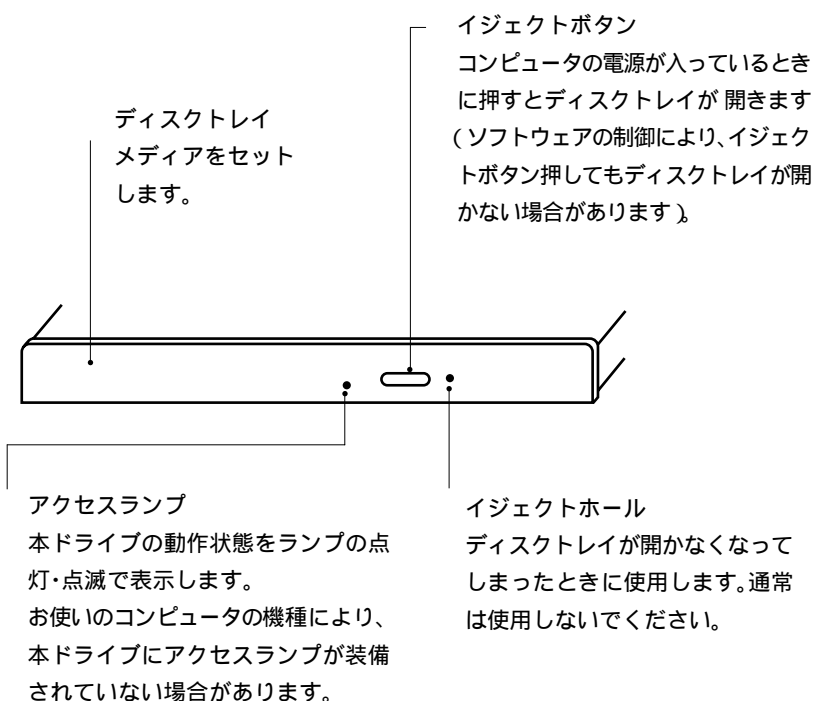 イジェクトボタン
コンピュータの電源が入っているとき
に押すとディスクトレイが 開きます
(ソフトウェアの制御により、イジェク
トボタン押してもディスクトレイが開
かない場合があります)。
ディスクトレイ
メディアをセット
します。
アクセスランプ
本ドライブの動作状態をランプの点
灯・点滅で表示します。
お使いのコンピュータの機種により、
本ドライブにアクセスランプが装備
されていない場合があります。
イジェクトホール
ディスクトレイが開かなくなって
しまったときに使用します。通常
は使用しないでください。